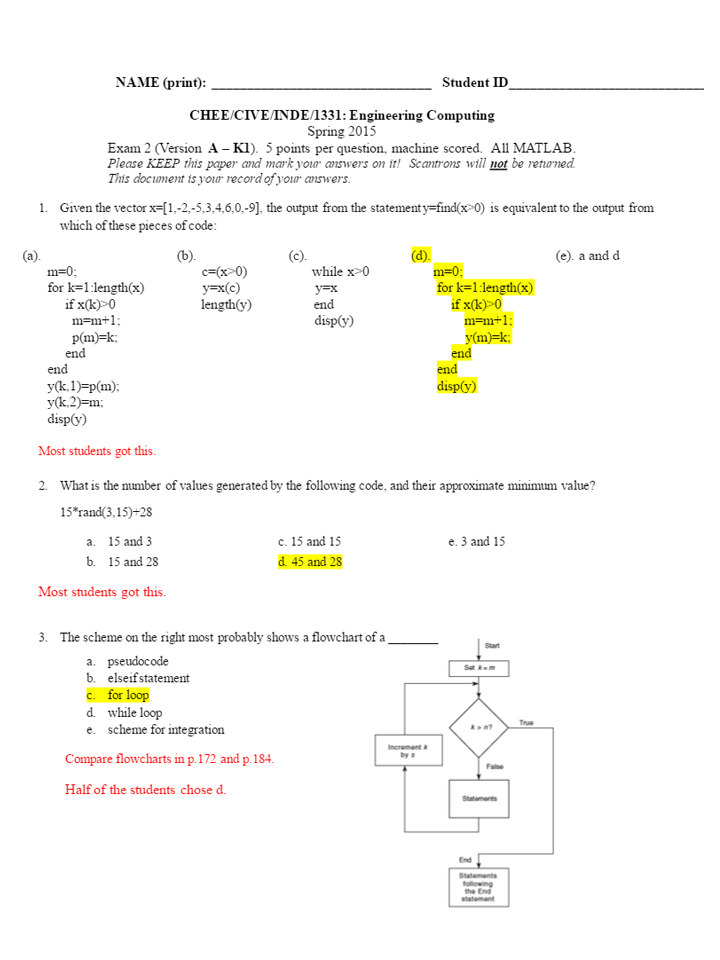 NAME (print): _______________________________ Student ID___________________________
CHEE/CIVE/INDE/1331: Engineering Computing
Spring 2015
Exam 2 (Version A – K1). 5 points per question, machine scored. All MATLAB.
Please KEEP this paper and mark your answers on it! Scantrons will not be returned.
This document is your record of your answers.
1. Given the vector x=[1,-2,-5,3,4,6,0,-9], the output from the statement y=find(x>0) is equivalent to the output from
which of these pieces of code:
(a).
m=0;
for k=1:length(x)
if x(k)>0
m=m+1;
p(m)=k;
end
end
y(k,1)=p(m);
y(k,2)=m;
disp(y)
(b).
c=(x>0)
y=x(c)
length(y)
(c).
while x>0
y=x
end
disp(y)
(d).
m=0;
for k=1:length(x)
if x(k)>0
m=m+1;
y(m)=k;
end
end
disp(y)
(e). a and d
Most students got this.
2. What is the number of values generated by the following code, and their approximate minimum value?
15*rand(3,15)+28
a. 15 and 3
b. 15 and 28
c. 15 and 15
d. 45 and 28
e. 3 and 15
Most students got this.
3. The scheme on the right most probably shows a flowchart of a ________
a. pseudocode
b. elseif statement
c. for loop
d. while loop
e. scheme for integration
Compare flowcharts in p.172 and p.184.
Half of the students chose d.
Start
Set k = m
k > n?
True
Increment k
by s
False
Statements
End
Statements
following
the End
statement